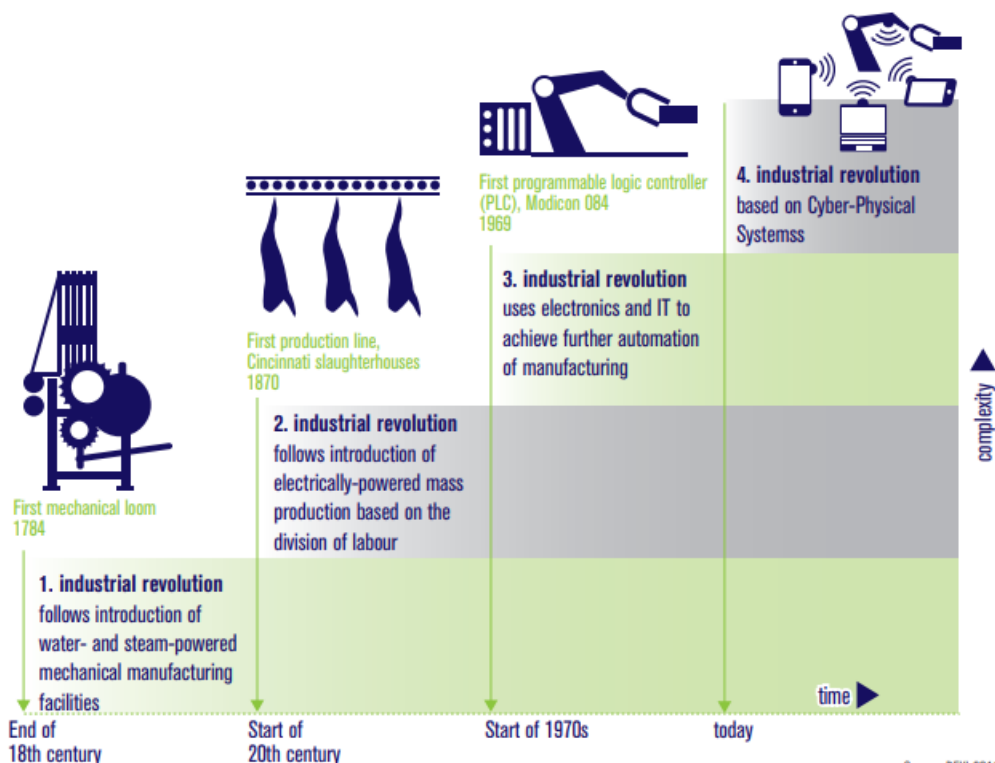 First mechanical loom
1784
1. industrial revolution
follows introduction of
water- and steam-powered
mechanical manufacturing
facilities
End of
18th century
First production line,
Cincinnati slaughterhouses
1870
2. industrial revolution
follows introduction of
electrically-powered mass
production based on the
division of labour
Start of
20th century
First programmable logic controller
(PLC), Modicon 084
1969
3. industrial revolution
uses electronics and IT to
achieve further automation
of manufacturing
Start of 1970s
4. industrial revolution
based on Cyber-Physical
Systemss
today
time
complexity